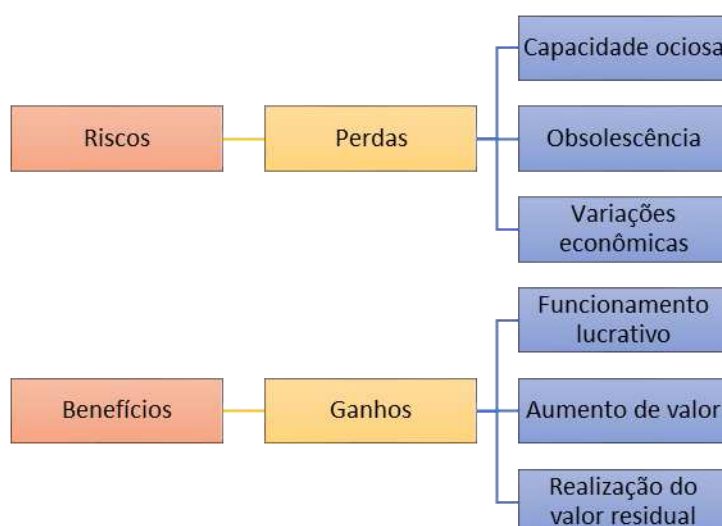 Riscos
Perdas
Capacidade ociosa
Obsolescência
Variações
econômicas
Benefícios
Ganhos
Funcionamento
lucrativo
Aumento de valor
Realização do
valor residual